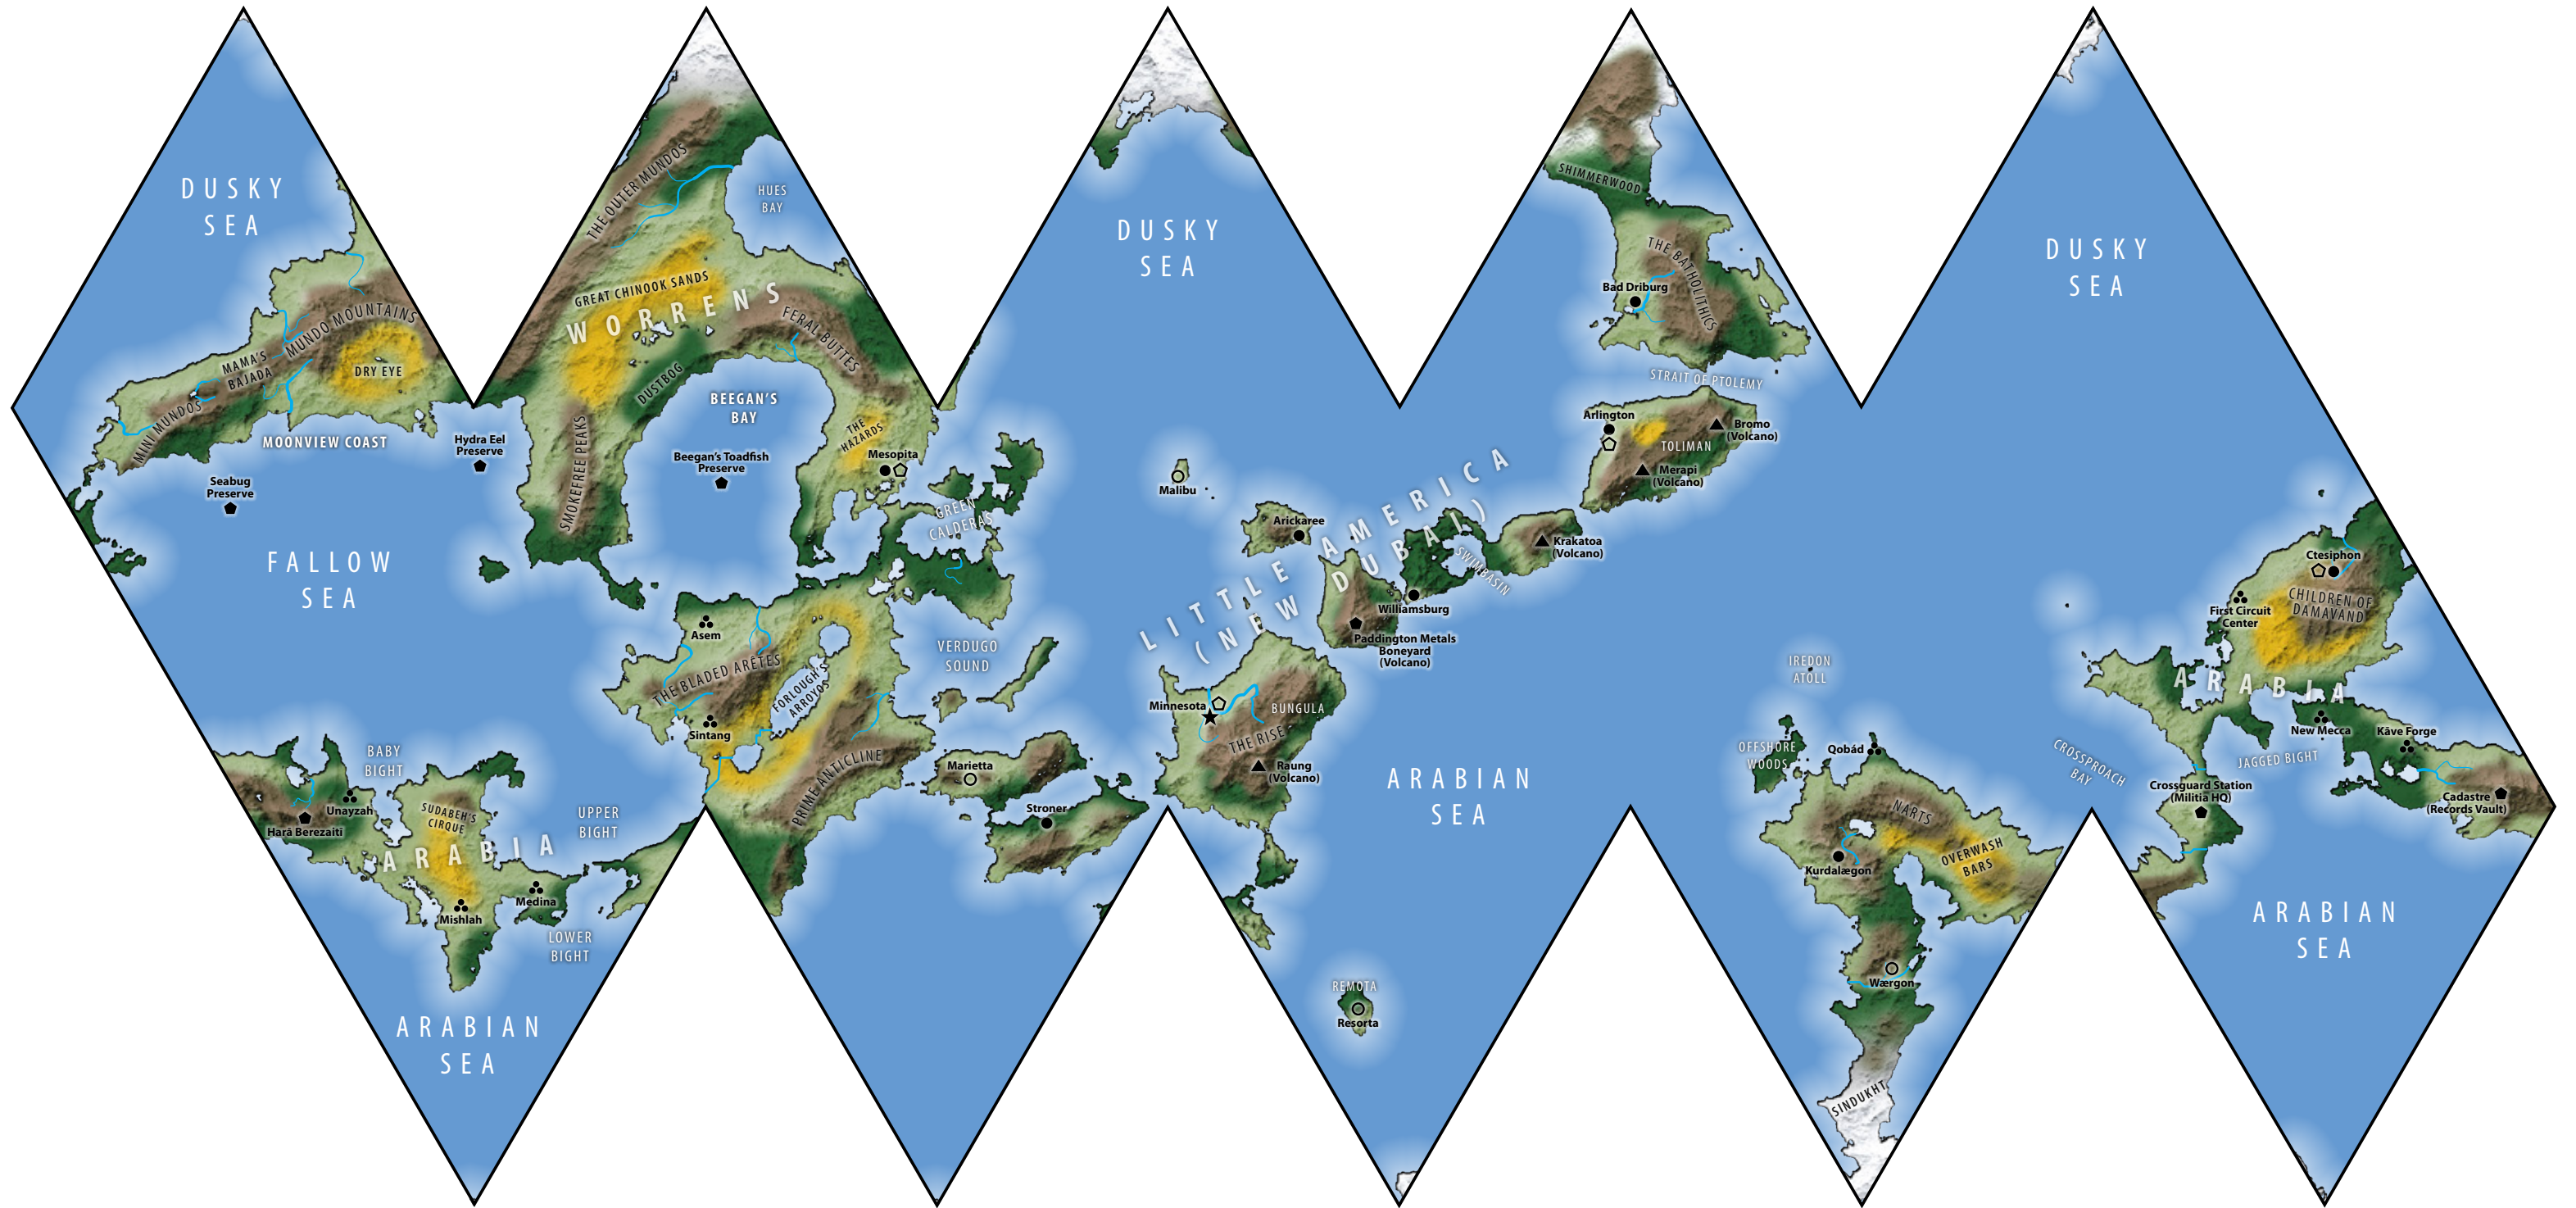 DUSKY
SEA
MAMA'S
BAJADA
MUNDO MOUNTAINS
DRY EYE
MINI MUNDOS
MOONVIEW COAST
Seabug
Preserve
Hydra Eel
Preserve
FALLOW
SEA
THE OUTER MUNDOS
HUES
BAY
GREAT CHINOOK SANDS
WORRENS
FERAL BUTTES
DUSTBOG
BEEGAN'S
BAY
SMOKEFREE PEAKS
Beegan's Toadfish
Preserve
THE
HAZARDS
Mesopita
GREEN
CALDERAS
Asem
THE BLADED ARÊTES
FORLOUGH'S
ARROYOS
Sintang
PRIME ANTICLINE
VERDUGO
SOUND
Marietta
Stroner
BABY
BIGHT
Unayzah
Harā Berezaiti
SUDABEH'S
CIRQUE
UPPER
BIGHT
ARABIA
Medina
Mishlah
LOWER
BIGHT
ARABIAN
SEA
DUSKY
SEA
Malibu
Arickaree
LITTLE AMERICA
(NEW DUBAI)
SWIMBASIN
Krakatoa
(Volcano)
Williamsburg
Paddington Metals
Boneyard
(Volcano)
Minnesota
BUNGULA
THE RISE
Raung
(Volcano)
ARABIAN
SEA
REMOTA
Resorta
SHIMMERWOOD
THE BATHOLITHICS
Bad Driburg
STRAIT OF PTOLEMY
Arlington
Bromo
(Volcano)
TOLIMAN
Merapi
(Volcano)
IREDON
ATOLL
OFFSHORE
WOODS
Qobád
NARTS
OVERWASH
BARS
Kurdalægon
Wærgon
SINDUKHT
DUSKY
SEA
Ctesiphon
First Circuit
Center
CHILDREN OF
DAMAVAND
ARABIA
New Mecca
Kāve Forge
CROSSPROACH
BAY
JAGGED BIGHT
Crossguard Station
(Militia HQ)
Cadastre
(Records Vault)
ARABIAN
SEA